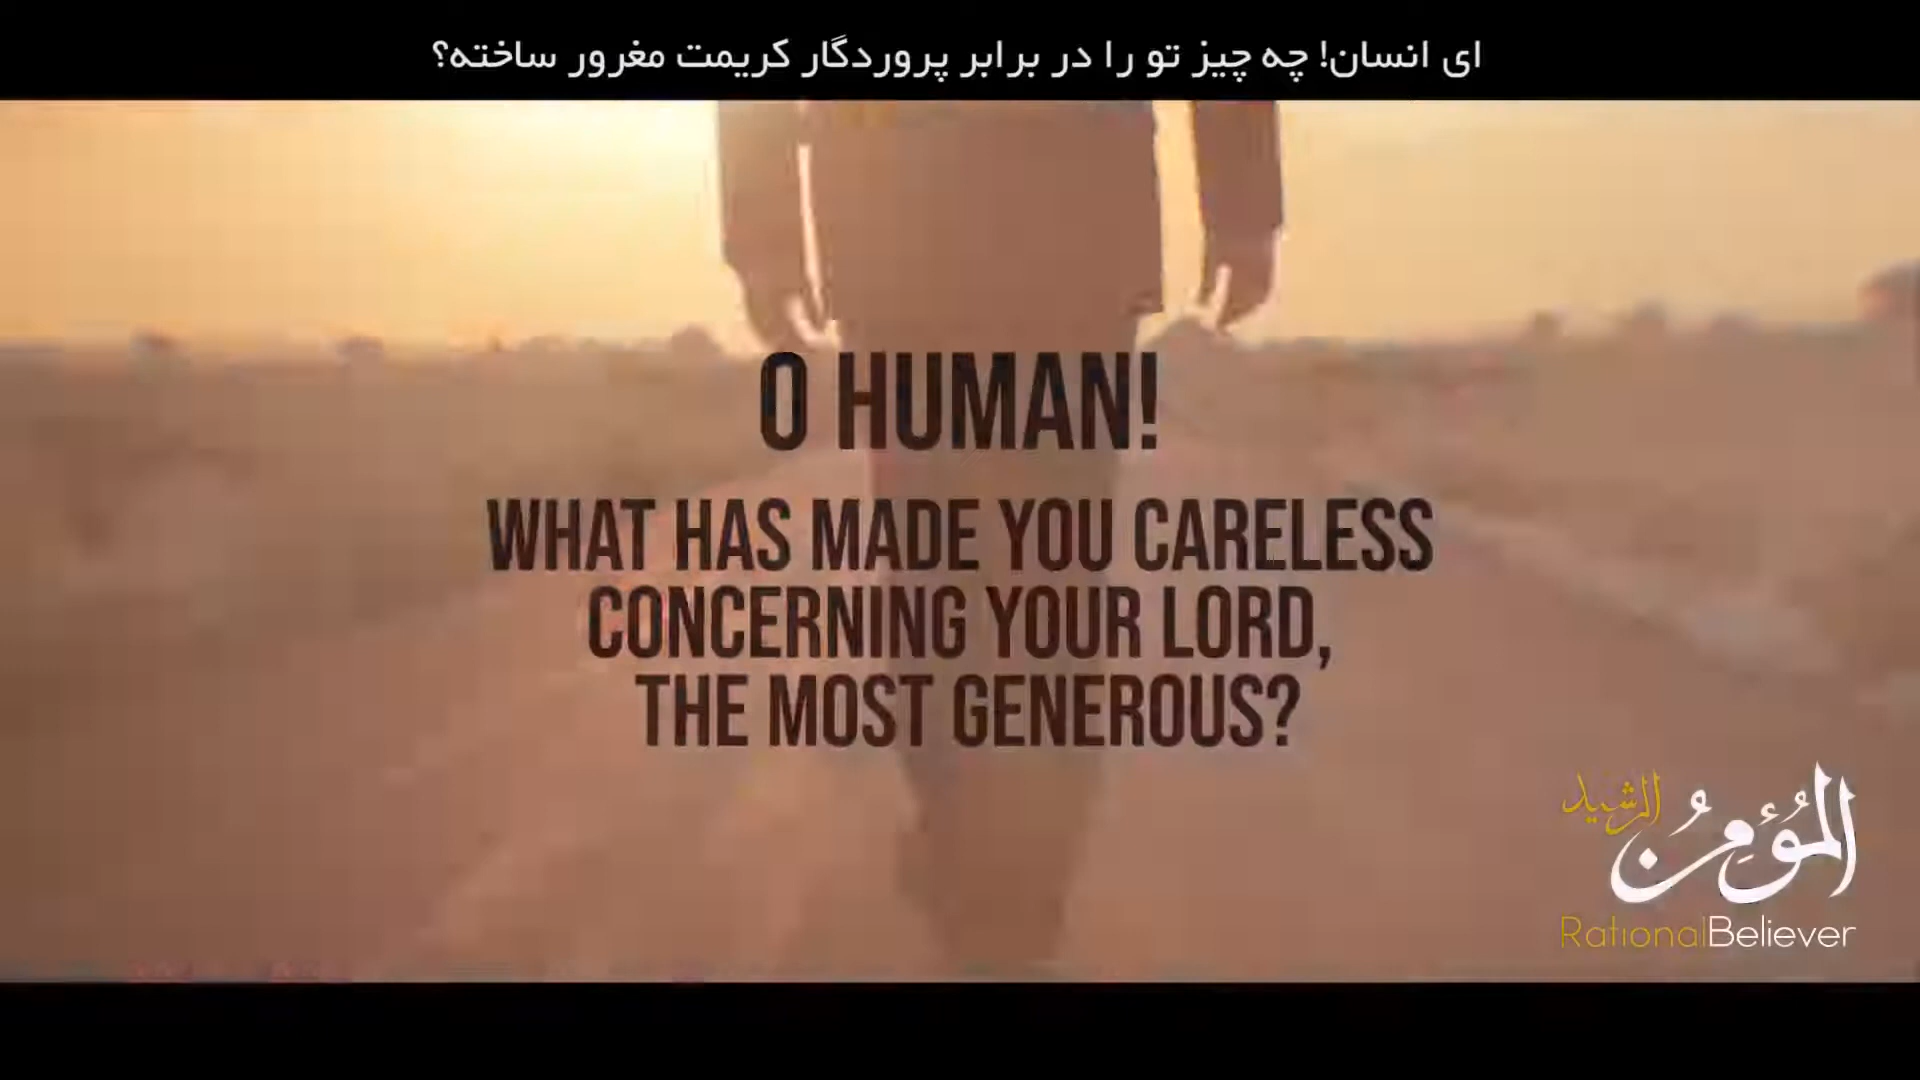 ای انسان! چه چیز تو را در برابر پروردگار کریمت مغرور ساخته؟
O HUMAN!
WHAT HAS MADE YOU CARELESS
CONCERNING YOUR LORD,
THE MOST GENEROUS?
المؤمن الرشيد
RationalBeliever